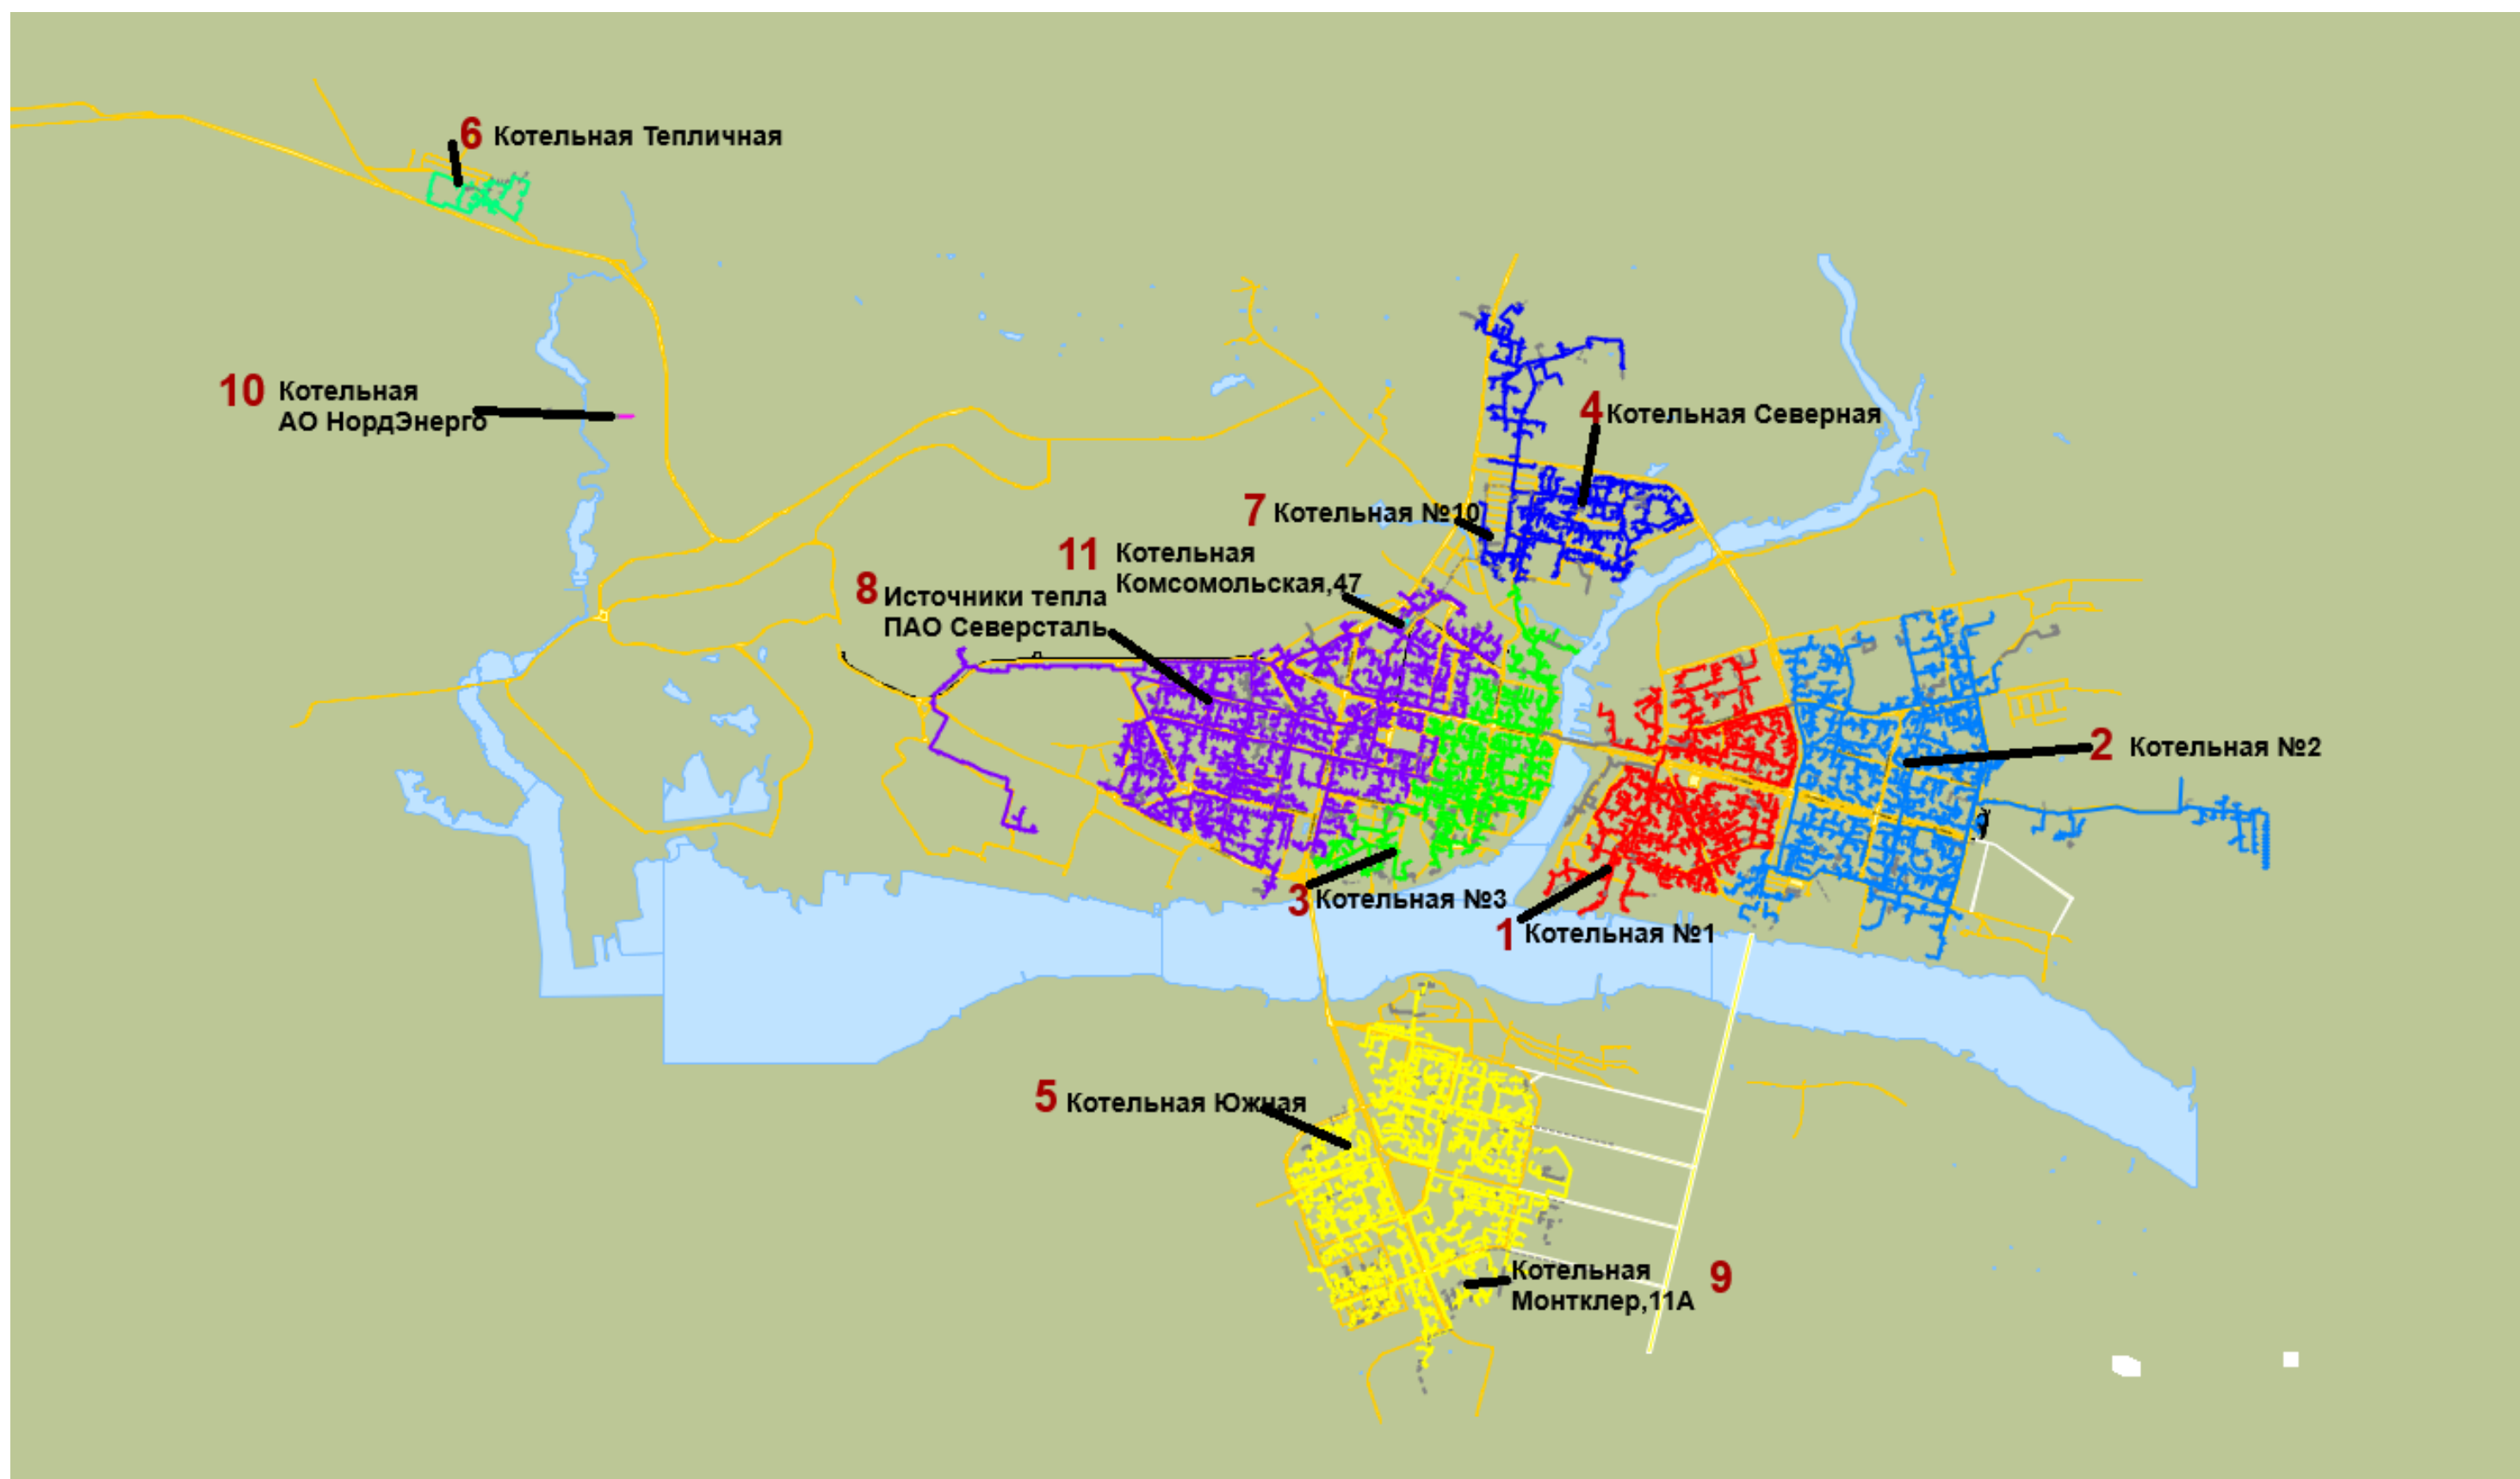 6 Котельная Тепличная
10 Котельная
АО НордЭнерго
4 Котельная Северная
7 Котельная №10
11 Котельная
Комсомольская,47
8 Источники тепла
ПАО Северсталь
2 Котельная №2
3 Котельная №3
1 Котельная №1
5 Котельная Южная
Котельная 9
Монтклер,11А